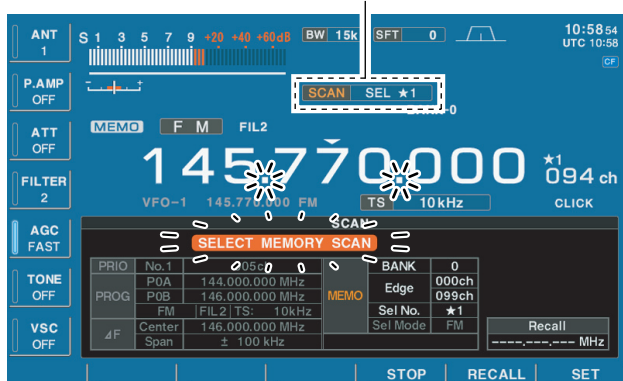 ANT
1
S 1 3 5 7 9 +20 +40 +60dB
BW 15k SFT 0
10:58 54
UTC 10:58
CF
P.AMP
OFF
SCAN SEL ★1
ATT
OFF
MEMO F M FIL2
145.770.000
★1
094 ch
FILTER
2
VFO-1 145.770.000 FM
TS 10kHz
CLICK
AGC
FAST
SCAN
SELECT MEMORY SCAN
PRIO No.1
PROG P0A 144.000.000 MHz
P0B 146.000.000 MHz
FM FIL2 TS: 10kHz
⊿F Center 146.000.000 MHz
Span ± 100 kHz
MEMO BANK 0
Edge 000ch
099ch
Sel No. ★1
Sel Mode FM
Recall
----.---.--- MHz
TONE
OFF
VSC
OFF
STOP RECALL SET